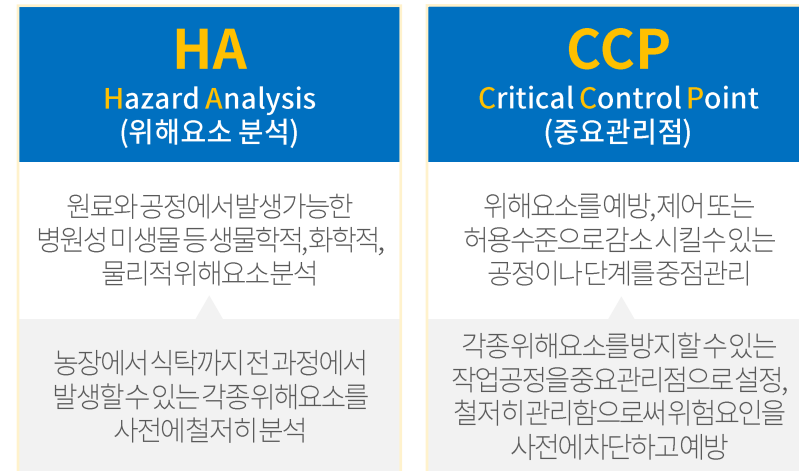 HA
Hazard Analysis
(위해요소 분석)
원료와 공정에서 발생가능한
병원성 미생물 등 생물학적, 화학적,
물리적 위해요소 분석
농장에서 식탁까지 전 과정에서
발생할 수 있는 각종 위해요소를
사전에 철저히 분석
CCP
Critical Control Point
(중요관리점)
위해요소를 예방, 제어 또는
허용수준으로 감소 시킬 수 있는
공정이나 단계를 중점관리
각종 위해요소를 방지할 수 있는
작업공정을 중요관리점으로 설정,
철저히 관리함으로써 위험요인을
사전에 차단하고 예방